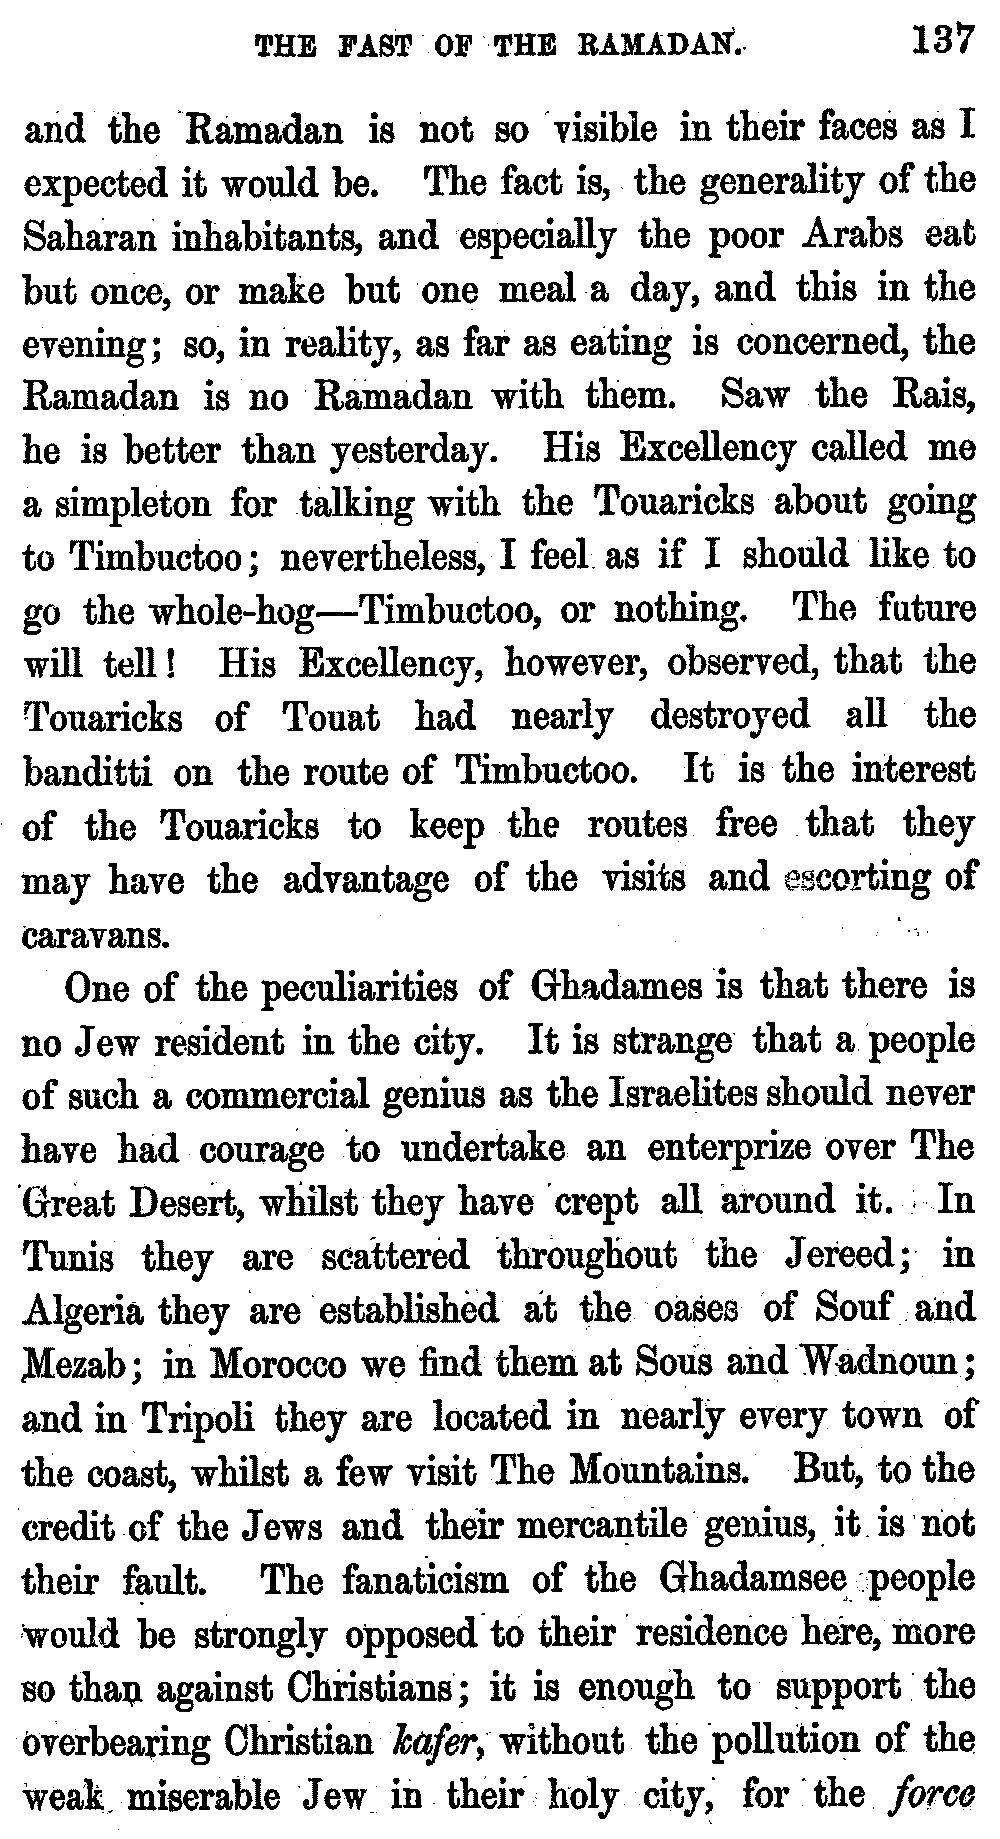 THE FAST OF THE RAMADAN. 137
and the Ramadan is not so visible in their faces as I
expected it would be. The fact is, the generality of the
Saharan inhabitants, and especially the poor Arabs eat
but once, or make but one meal a day, and this in the
evening; so, in reality, as far as eating is concerned, the
Ramadan is no Ramadan with them. Saw the Rais,
he is better than yesterday. His Excellency called me
a simpleton for talking with the Touaricks about going
to Timbuctoo; nevertheless, I feel as if I should like to
go the whole-hog—Timbuctoo, or nothing. The future
will tell! His Excellency, however, observed, that the
Touaricks of Touat had nearly destroyed all the
banditti on the route of Timbuctoo. It is the interest
of the Touaricks to keep the routes free that they
may have the advantage of the visits and escorting of
caravans.
One of the peculiarities of Ghadames is that there is
no Jew resident in the city. It is strange that a people
of such a commercial genius as the Israelites should never
have had courage to undertake an enterprize over The
Great Desert, whilst they have crept all around it. In
Tunis they are scattered throughout the Jereed; in
Algeria they are established at the oases of Souf and
Mezab; in Morocco we find them at Sous and Wadnoun;
and in Tripoli they are located in nearly every town of
the coast, whilst a few visit The Mountains. But, to the
credit of the Jews and their mercantile genius, it is not
their fault. The fanaticism of the Ghadamsee people
would be strongly opposed to their residence here, more
so than against Christians; it is enough to support the
overbearing Christian kafer, without the pollution of the
weak miserable Jew in their holy city, for the force